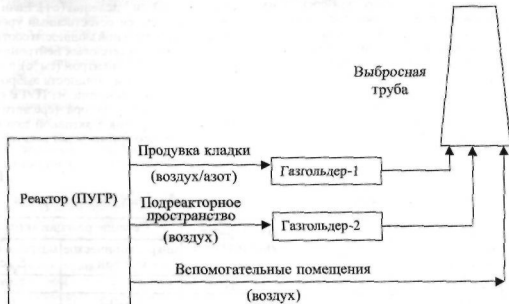 Выбросная
труба
Продувка кладки
(воздух/азот)
Газгольдер-1
Реактор (ПУГР)
Подреакторное
пространство
(воздух)
Газгольдер-2
Вспомогательные помещения
(воздух)